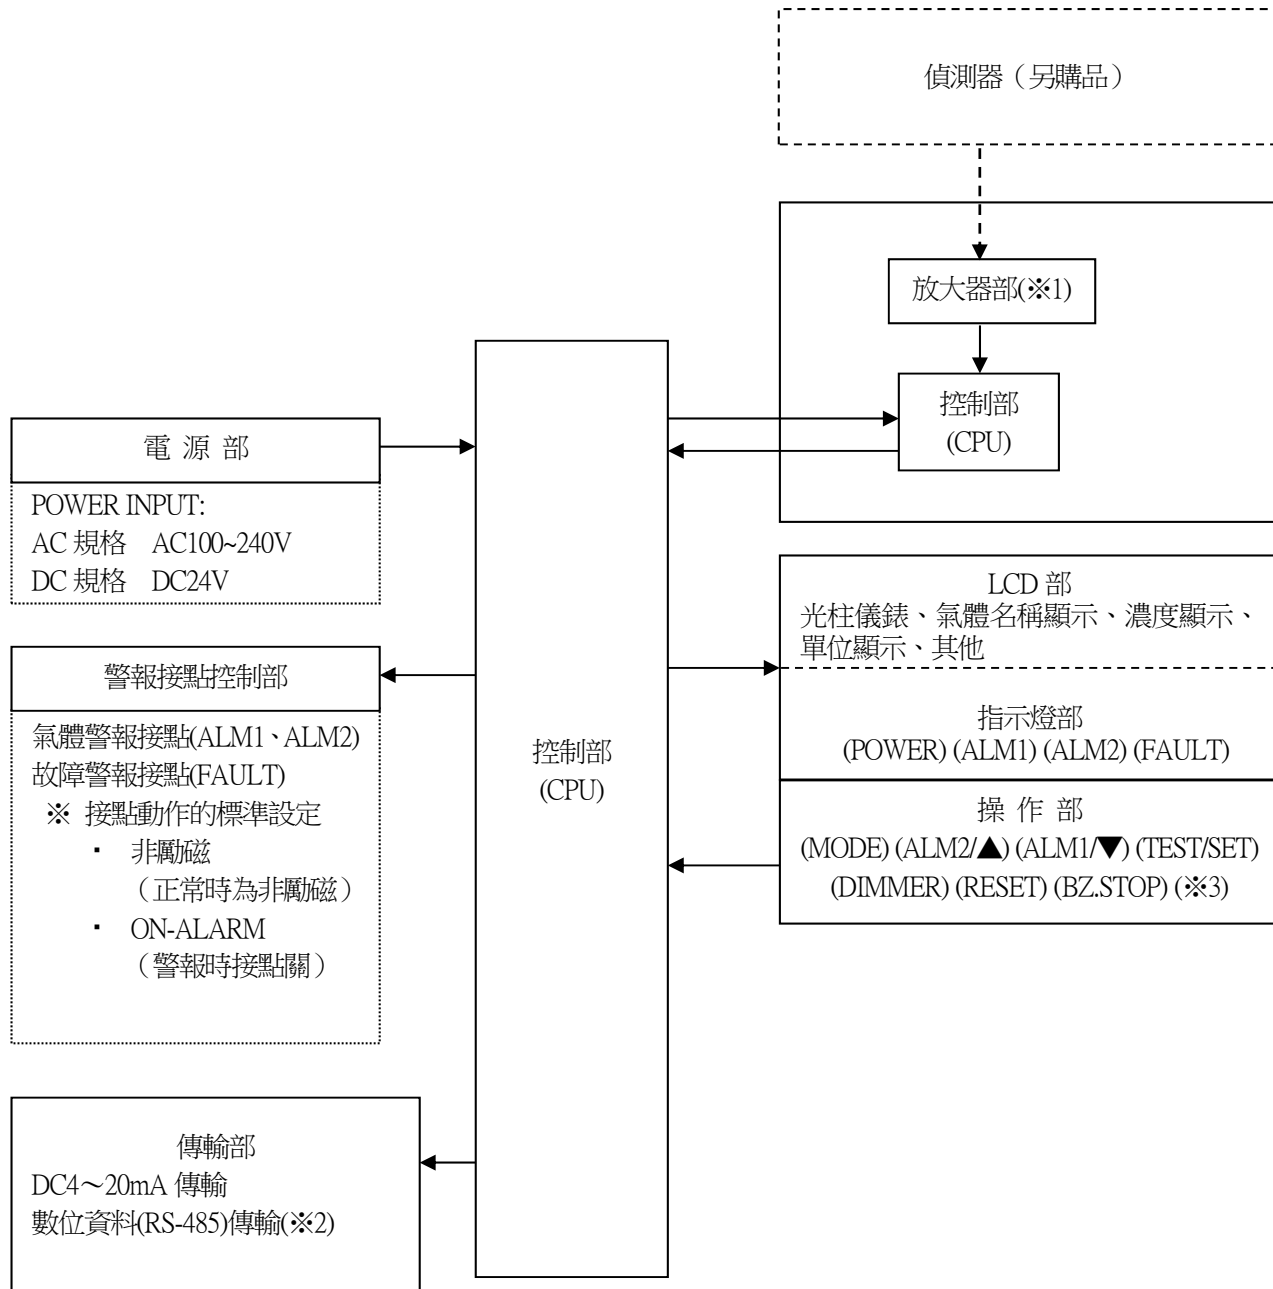 偵測器（另購品）
放大器部(※1)
控制部
(CPU)
電 源 部
POWER INPUT:
AC 規格　AC100~240V
DC 規格　DC24V
警報接點控制部
氣體警報接點(ALM1、ALM2)
故障警報接點(FAULT)
※ 接點動作的標準設定
・ 非勵磁
（正常時為非勵磁）
・ ON-ALARM
（警報時接點關）
傳輸部
DC4～20mA 傳輸
數位資料(RS-485)傳輸(※2)
控制部
(CPU)
LCD 部
光柱儀錶、氣體名稱顯示、濃度顯示、
單位顯示、其他
指示燈部
(POWER) (ALM1) (ALM2) (FAULT)
操 作 部
(MODE) (ALM2/▲) (ALM1/▼) (TEST/SET)
(DIMMER) (RESET) (BZ.STOP) (※3)